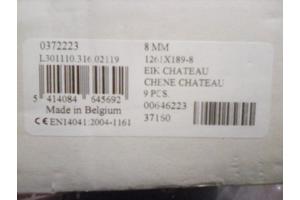 0372223
L301110.316.02119
5 414084 645692
Made in Belgium
CE EN14041:2004-1161
8 MM
1261X189-8
EIK CHATEAU
CHENE CHATEAU
9 PCS.
00646223
37160